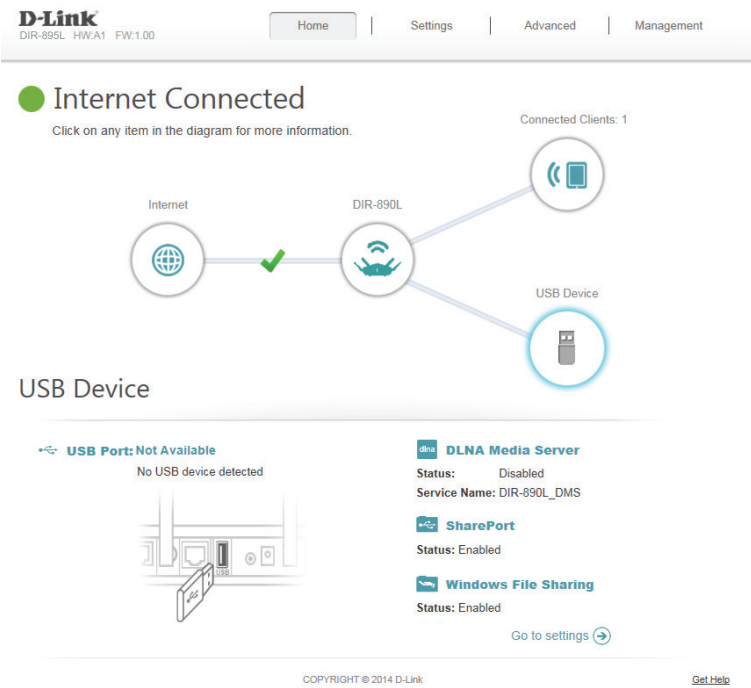 D-Link
DIR-895L HW:A1 FW:1.00
Home
Settings
Advanced
Management
Internet Connected
Click on any item in the diagram for more information.
Connected Clients: 1
Internet
DIR-890L
USB Device
USB Device
USB Port: Not Available
No USB device detected
USB
dlna DLNA Media Server
Status: Disabled
Service Name: DIR-890L_DMS
SharePort
Status: Enabled
Windows File Sharing
Status: Enabled
Go to settings
COPYRIGHT © 2014 D-Link
Get Help